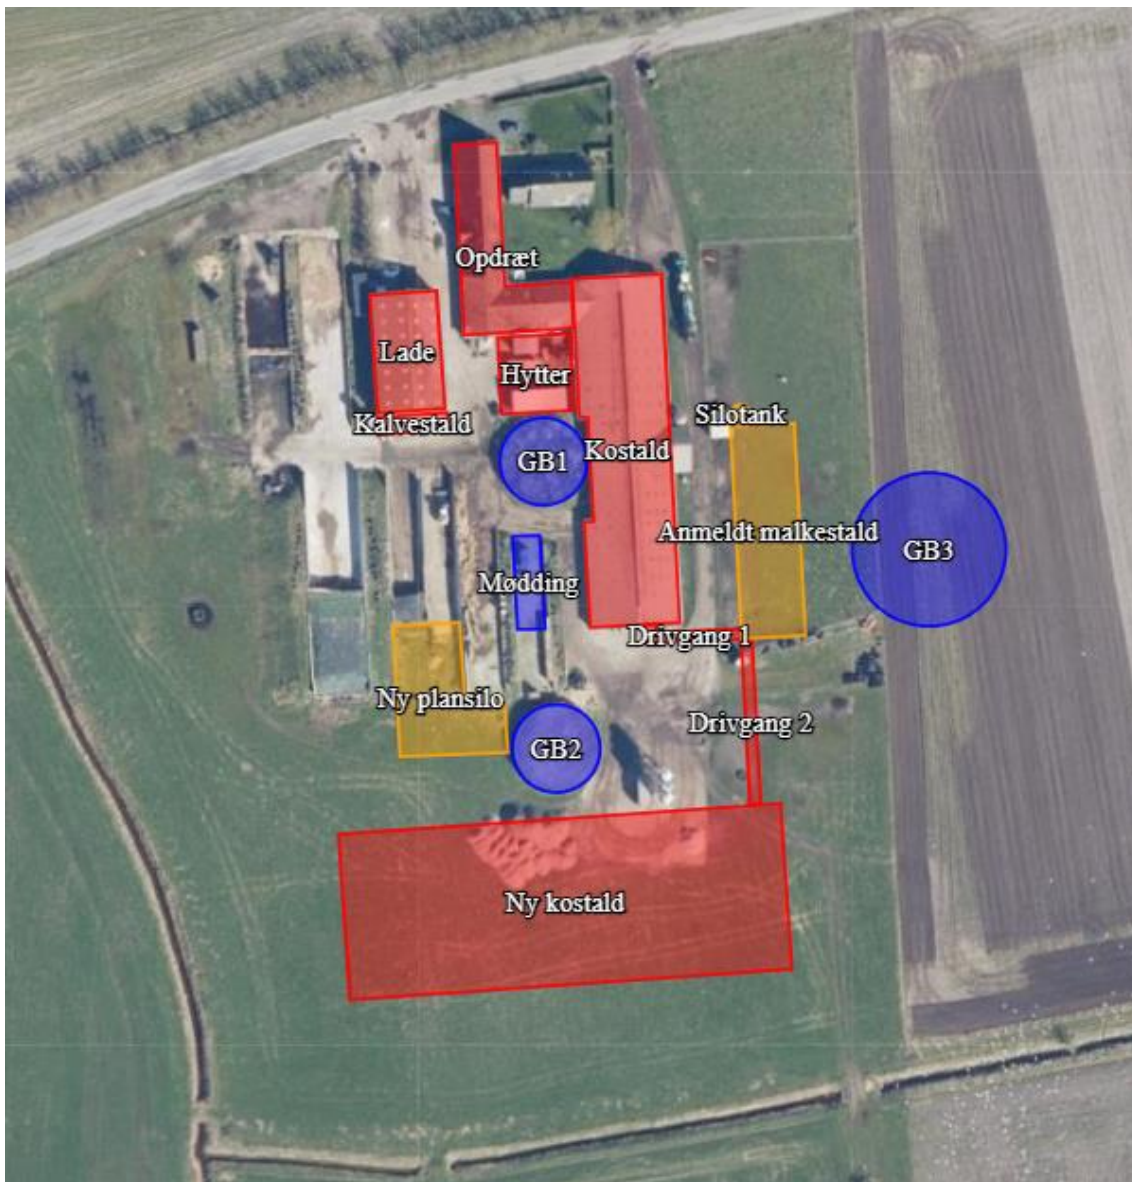 Opdræt
Lade
Hytter
Kalvestald
Silotank
Kostald
GB1
Anmeldt malkestald
GB3
Mødding
Drivgang 1
Ny plansilo
Drivgang 2
GB2
Ny kostald